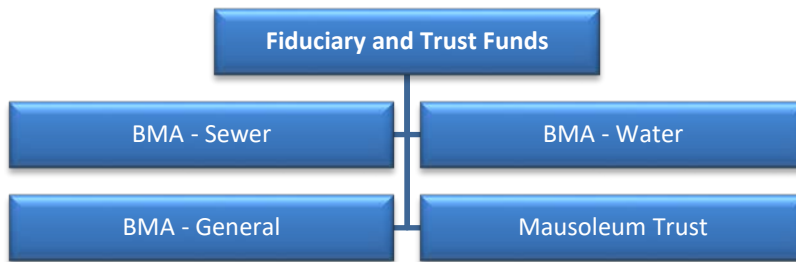 Fiduciary and Trust Funds
BMA - Sewer
BMA - Water
BMA - General
Mausoleum Trust